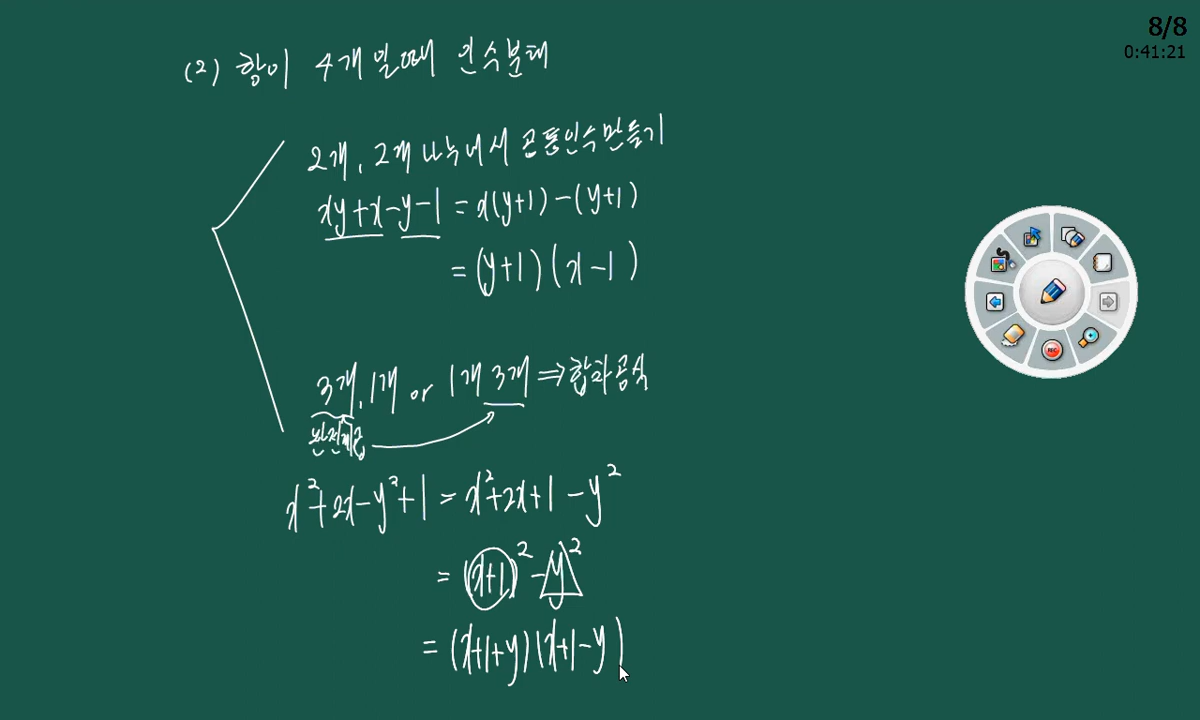 8/8
0:41:21
(2) 항이 4개 일때 인수분해
2개, 2개 나누어서 공통인수만들기
xy+x-y-1 = x(y+1)-(y+1)
= (y+1)(x-1)
3개, 1개 or 1개 3개 ⇒ 합차공식
완전제곱
x²+2x-y²+1 = x²+2x+1-y²
= (x+1)²-y²
= (x+1+y)(x+1-y)
REC